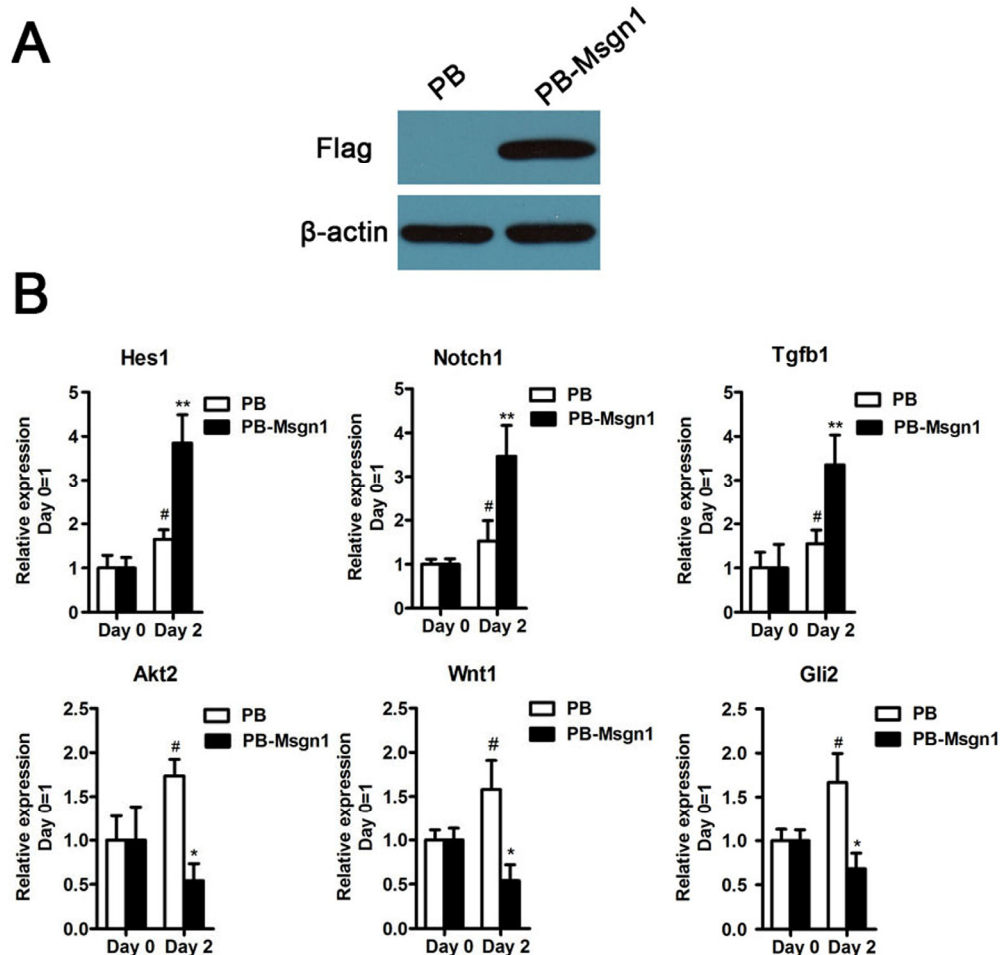 A
PB PB-Msgn1
Flag
β-actin
B
Hes1
Relative expression
Day 0=1
5
4
3
2
1
0
#
**
PB
PB-Msgn1
Day 0 Day 2
Notch1
Relative expression
Day 0=1
5
4
3
2
1
0
#
**
PB
PB-Msgn1
Day 0 Day 2
Tgfb1
Relative expression
Day 0=1
5
4
3
2
1
0
#
**
PB
PB-Msgn1
Day 0 Day 2
Akt2
Relative expression
Day 0=1
2.5
2.0
1.5
1.0
0.5
0.0
#
*
PB
PB-Msgn1
Day 0 Day 2
Wnt1
Relative expression
Day 0=1
2.5
2.0
1.5
1.0
0.5
0.0
#
*
PB
PB-Msgn1
Day 0 Day 2
Gli2
Relative expression
Day 0=1
2.5
2.0
1.5
1.0
0.5
0.0
#
*
PB
PB-Msgn1
Day 0 Day 2